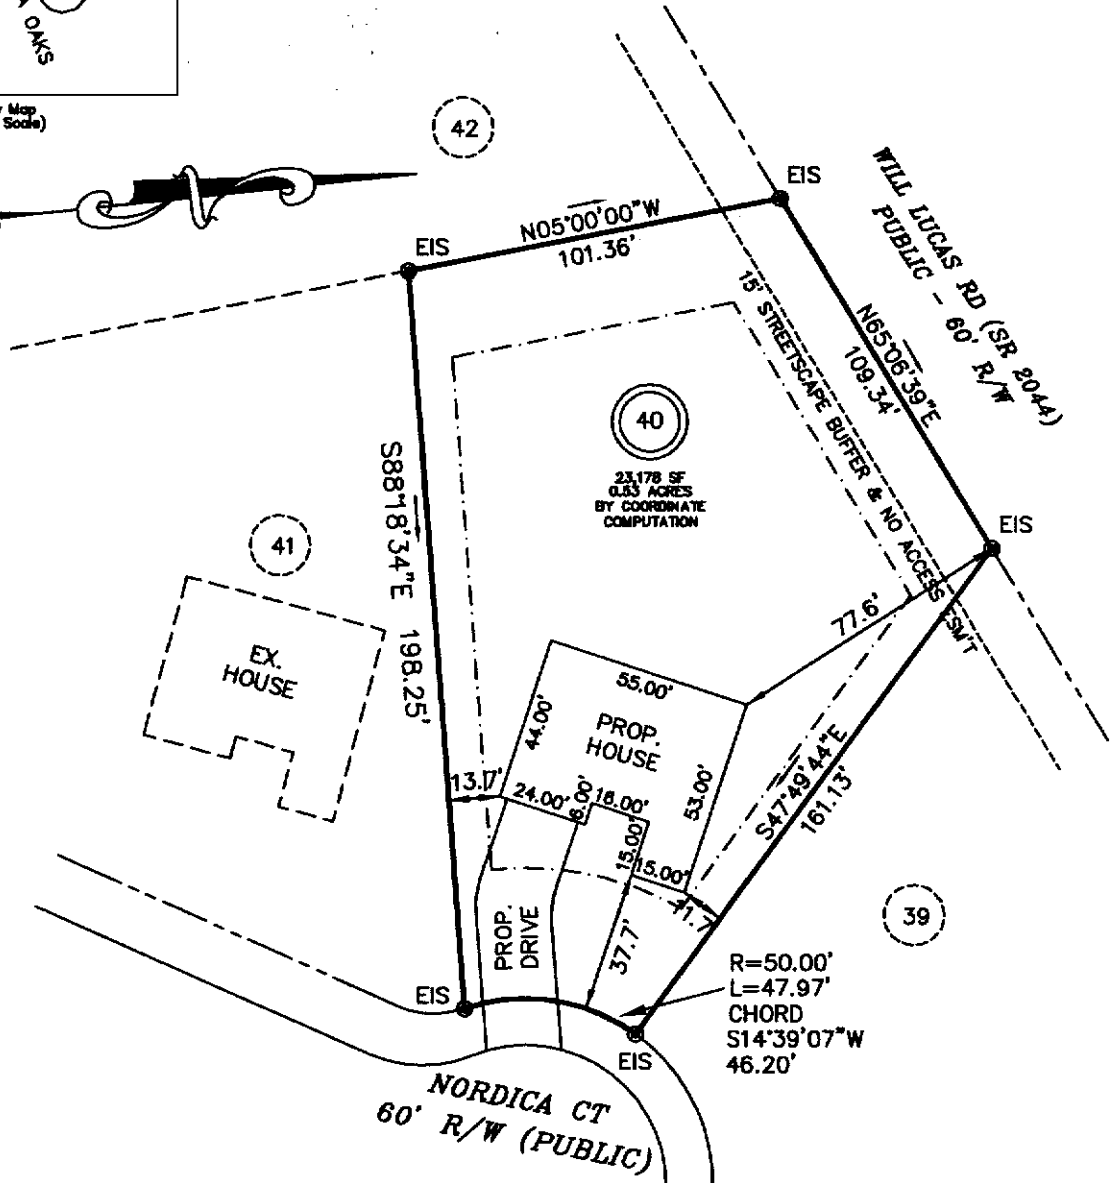 OAKS
Map
Scale)
42
EIS
WILL LUCAS RD (SR 2044)
PUBLIC - 60' R/W
N05°00'00"W
101.36'
EIS
15' STREETSCAPE BUFFER & NO ACCESS ESM'T
N65°06'39"E
109.34'
40
23,178 SF
0.53 ACRES
BY COORDINATE
COMPUTATION
S88°18'34"E 198.25'
41
EIS
77.6'
EX.
HOUSE
55.00'
44.00'
PROP.
HOUSE
53.00'
S47°49'44"E
161.13'
13.7'
24.00'
6.00'
16.00'
15.00'
15.00'
11.7'
39
PROP.
DRIVE
37.7'
R=50.00'
L=47.97'
CHORD
S14°39'07"W
46.20'
EIS
EIS
NORDICA CT
60' R/W (PUBLIC)